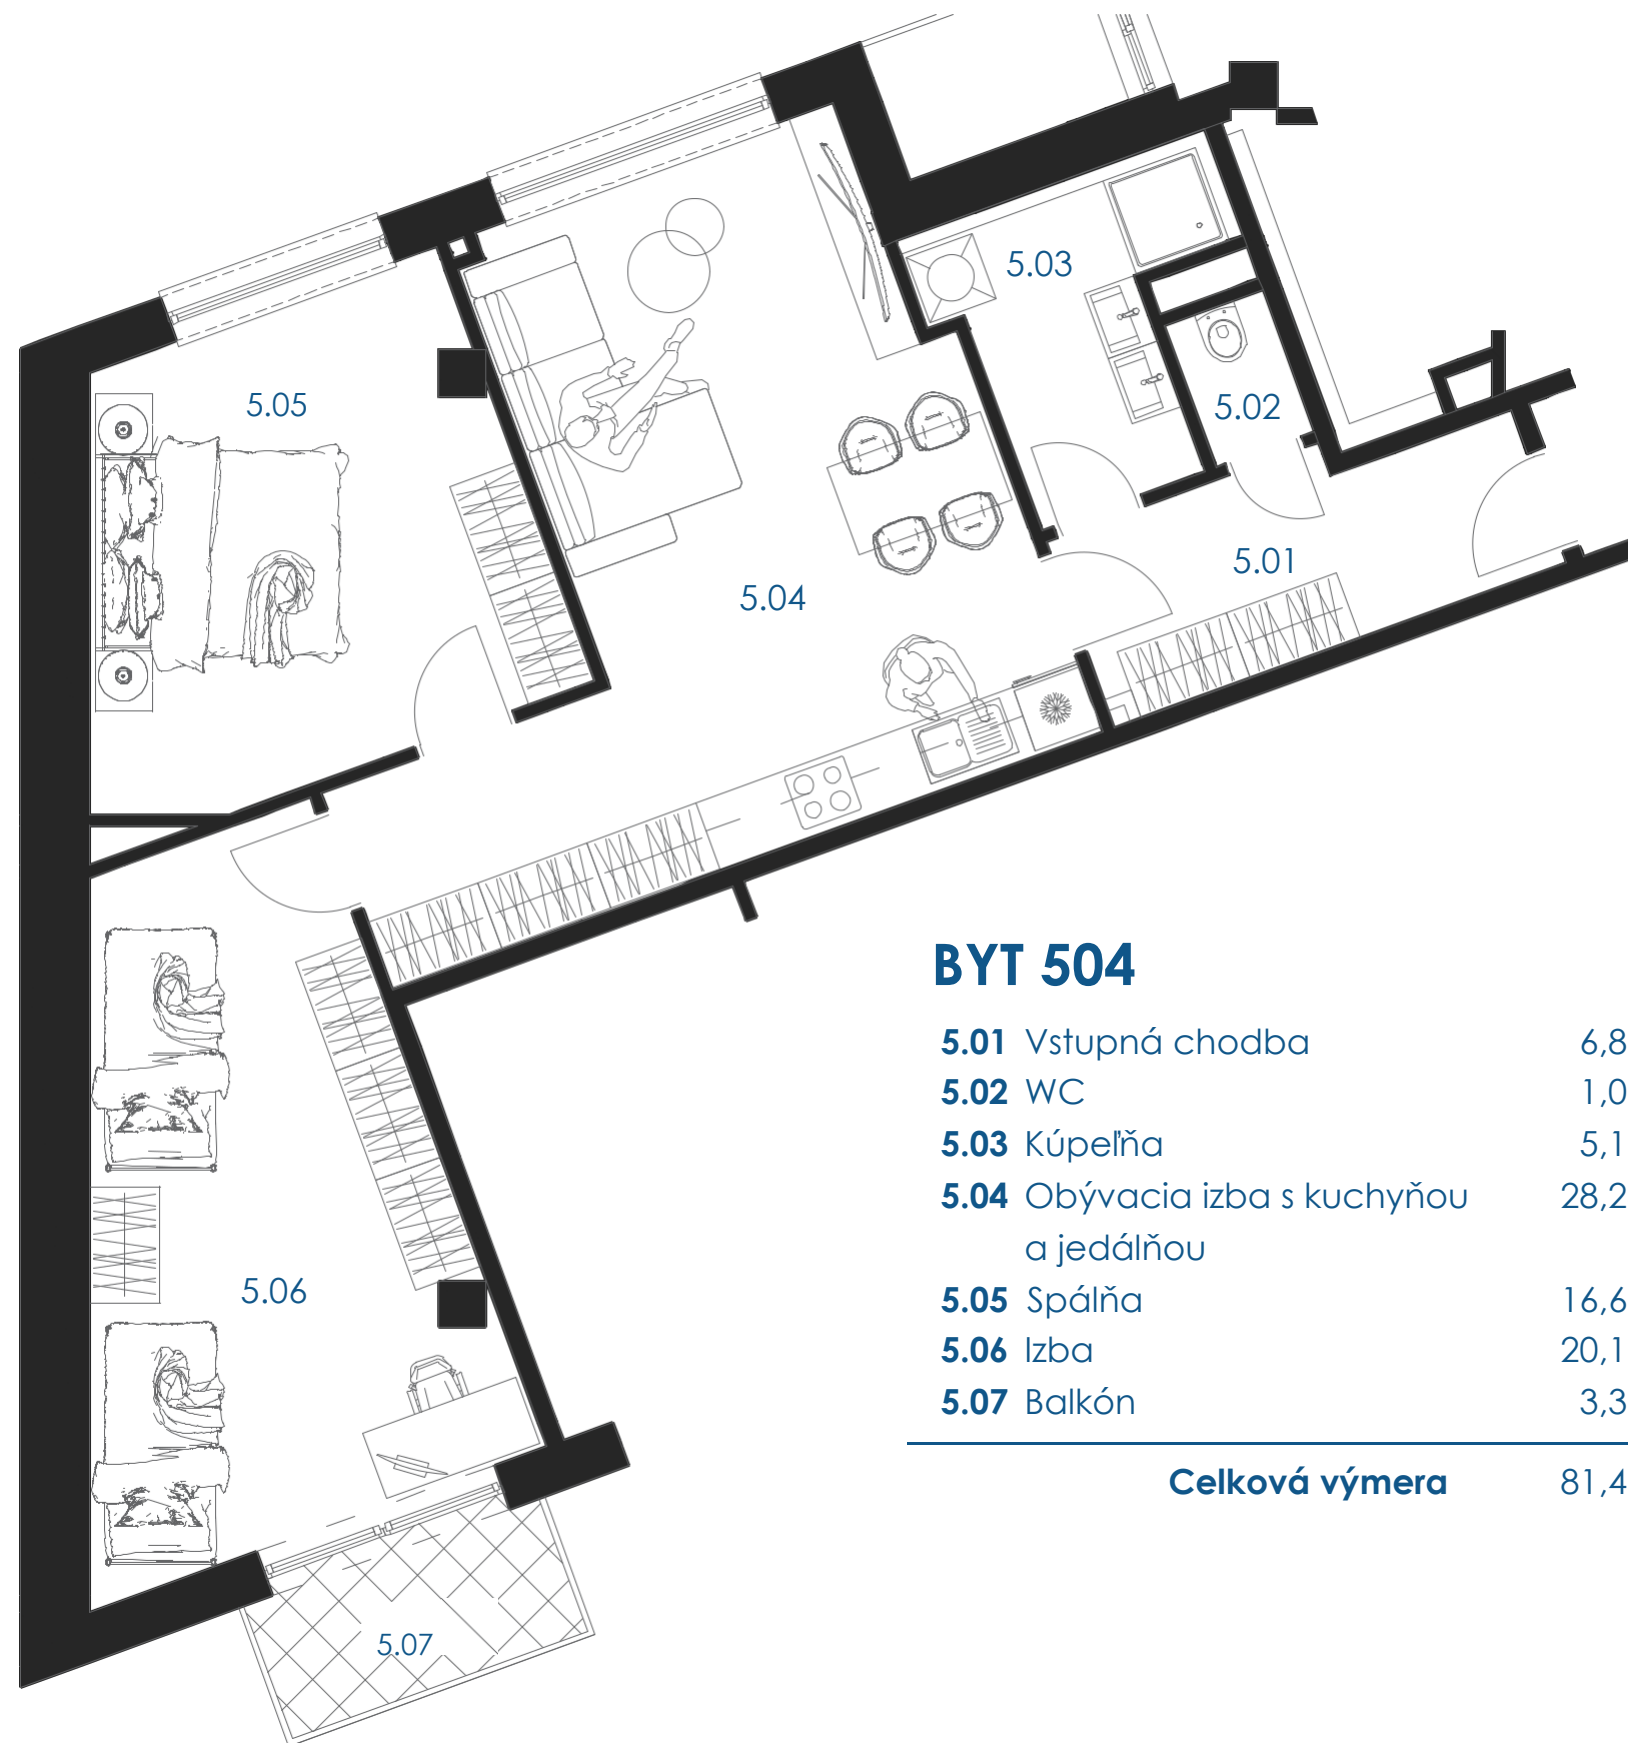 5.03
5.05
5.02
5.01
5.04
5.06
5.07
BYT 504
5.01 Vstupná chodba 6,8
5.02 WC 1,0
5.03 Kúpeľňa 5,1
5.04 Obývacia izba s kuchyňou 28,2
a jedálňou
5.05 Spálňa 16,6
5.06 Izba 20,1
5.07 Balkón 3,3
Celková výmera 81,4